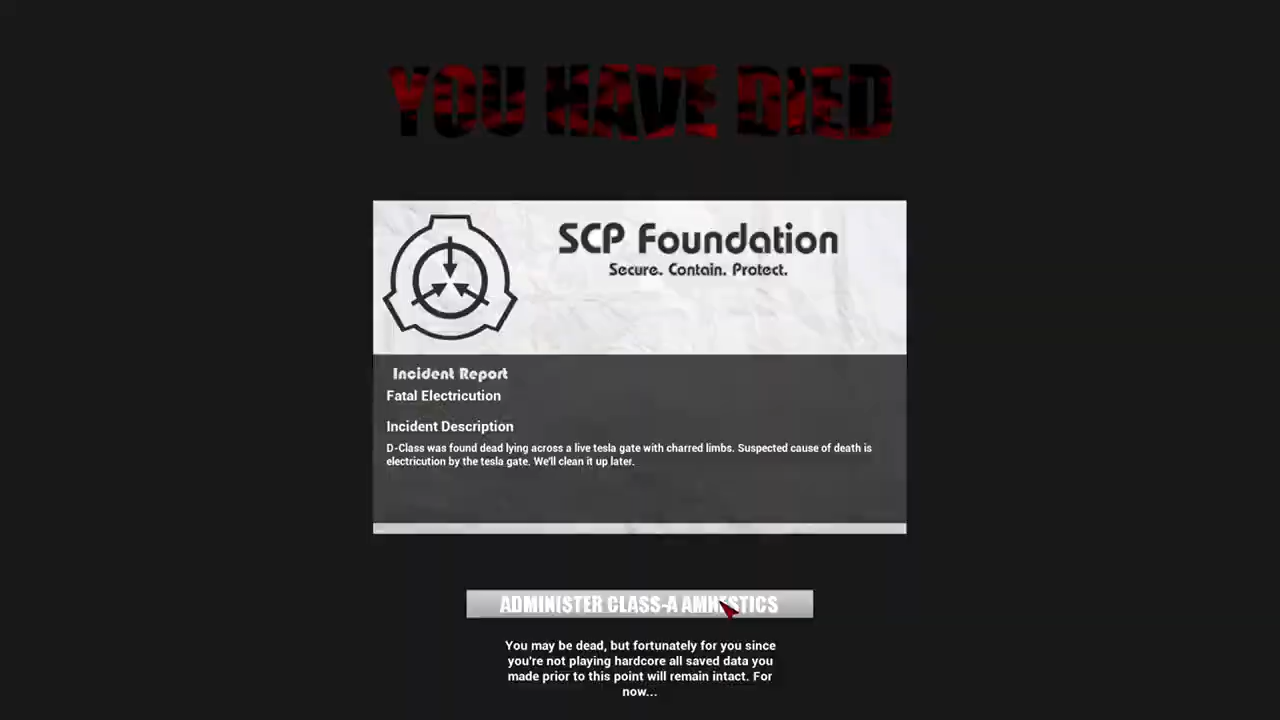 YOU HAVE DIED
SCP Foundation
Secure. Contain. Protect.
Incident Report
Fatal Electricution
Incident Description
D-Class was found dead lying across a live tesla gate with charred limbs. Suspected cause of death is
electricution by the tesla gate. We'll clean it up later.
ADMINISTER CLASS-A AMNESTICS
You may be dead, but fortunately for you since
you're not playing hardcore all saved data you
made prior to this point will remain intact. For
now...